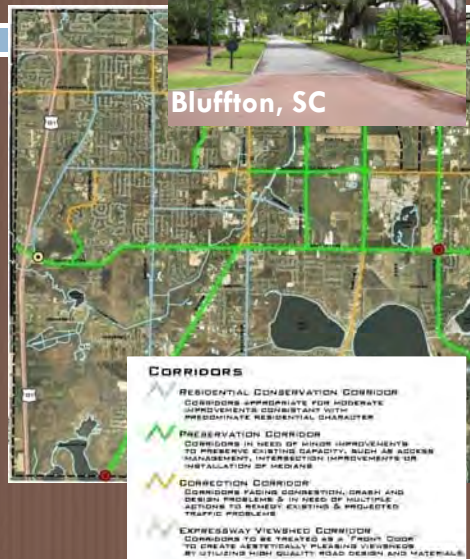 Bluffton, SC
CORRIDORS
RESIDENTIAL CONSERVATION CORRIDOR
CORRIDORS APPROPRIATE FOR MODERATE
IMPROVEMENTS CONSISTANT WITH
PREDOMINATE RESIDENTIAL CHARACTER
PRESERVATION CORRIDOR
CORRIDORS IN NEED OF MINOR IMPROVEMENTS
TO PRESERVE EXISTING CAPACITY, SUCH AS ACCESS
MANAGEMENT, INTERSECTION IMPROVEMENTS OR
INSTALLATION OF MEDIANS
CORRECTION CORRIDOR
CORRIDORS FACING CONGESTION, CRASH AND
DESIGN PROBLEMS & IN NEED OF MULTIPLE
ACTIONS TO REMEDY EXISTING & PROJECTED
TRAFFIC PROBLEMS
EXPRESSWAY VIEWSHED CORRIDOR
CORRIDORS TO BE TREATED AS A "FRONT DOOR"
TO CREATE AESTETICALLY PLEASING VIEWSHEDS
BY UTILIZING HIGH QUALITY ROAD DESIGN AND MATERIALS